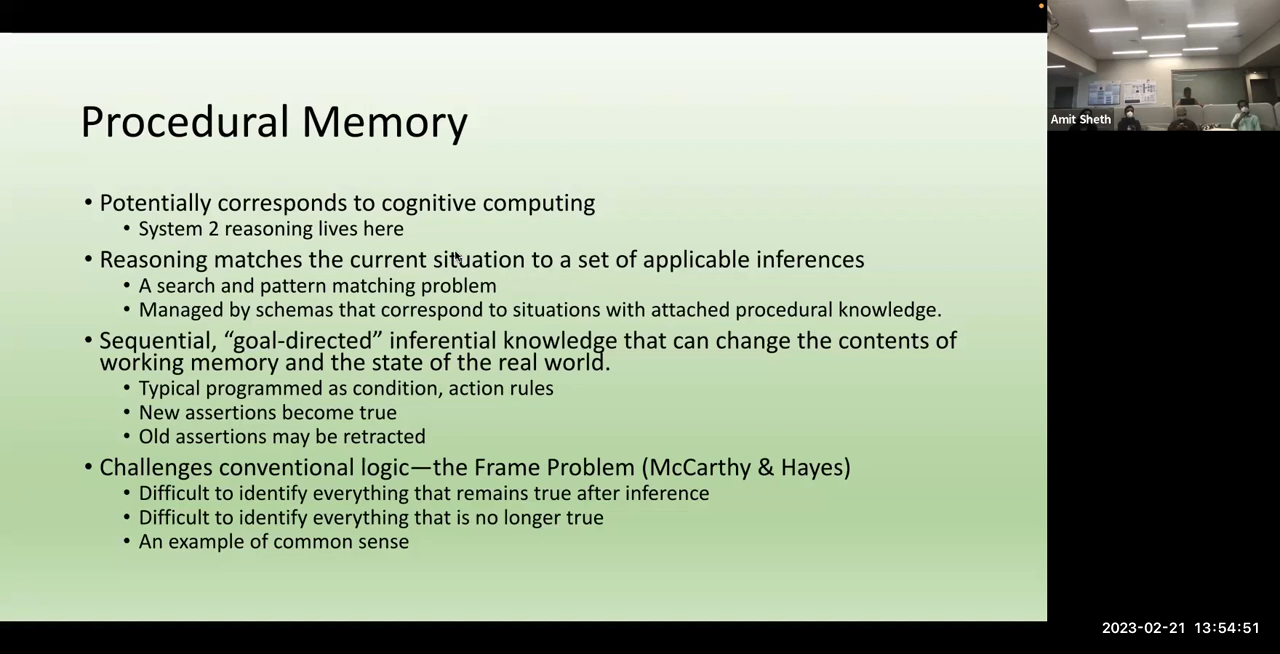 Procedural Memory
• Potentially corresponds to cognitive computing
• System 2 reasoning lives here
• Reasoning matches the current situation to a set of applicable inferences
• A search and pattern matching problem
• Managed by schemas that correspond to situations with attached procedural knowledge.
• Sequential, “goal-directed” inferential knowledge that can change the contents of
working memory and the state of the real world.
• Typical programmed as condition, action rules
• New assertions become true
• Old assertions may be retracted
• Challenges conventional logic—the Frame Problem (McCarthy & Hayes)
• Difficult to identify everything that remains true after inference
• Difficult to identify everything that is no longer true
• An example of common sense
Amit Sheth
2023-02-21 13:54:51